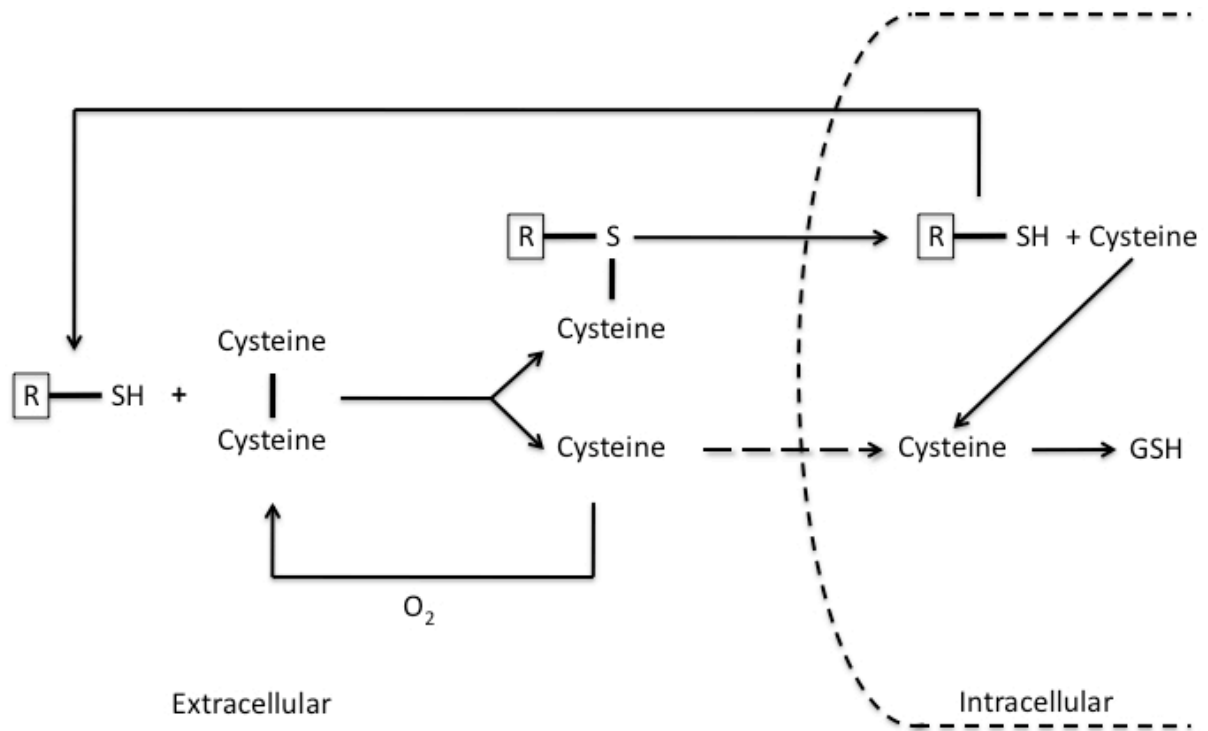 R S
R SH + Cysteine
Cysteine
Cysteine
R SH +
Cysteine
Cysteine
Cysteine
GSH
O₂
Extracellular
Intracellular